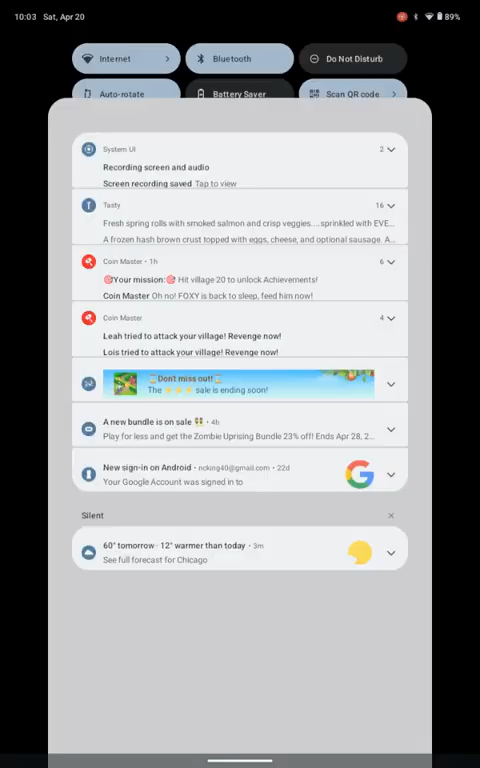 10:03 Sat, Apr 20 89%
Internet Bluetooth Do Not Disturb
Auto-rotate Battery Saver Scan QR code
System UI 2
Recording screen and audio
Screen recording saved Tap to view
Tasty 16
Fresh spring rolls with smoked salmon and crisp veggies....sprinkled with EVE...
A frozen hash brown crust topped with eggs, cheese, and optional sausage. A...
Coin Master • 1h 6
🎯Your mission:🎯 Hit village 20 to unlock Achievements!
Coin Master Oh no! FOXY is back to sleep, feed him now!
Coin Master 4
Leah tried to attack your village! Revenge now!
Lois tried to attack your village! Revenge now!
⌛Don't miss out!⌛
The ⭐⭐⭐ sale is ending soon!
A new bundle is on sale 👯 • 4h
Play for less and get the Zombie Uprising Bundle 23% off! Ends Apr 28, 2...
New sign-in on Android • ncking40@gmail.com • 22d
Your Google Account was signed in to
Silent
60° tomorrow · 12° warmer than today • 3m
See full forecast for Chicago